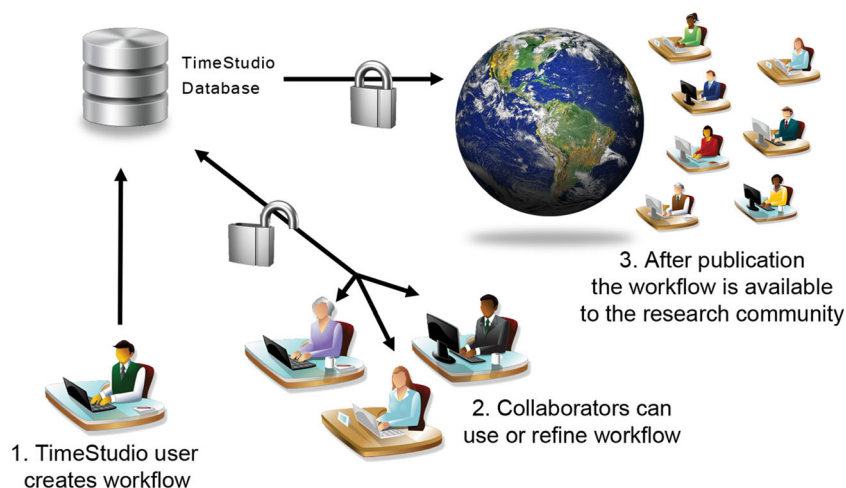 TimeStudio
Database
3. After publication
the workflow is available
to the research community
2. Collaborators can
use or refine workflow
1. TimeStudio user
creates workflow